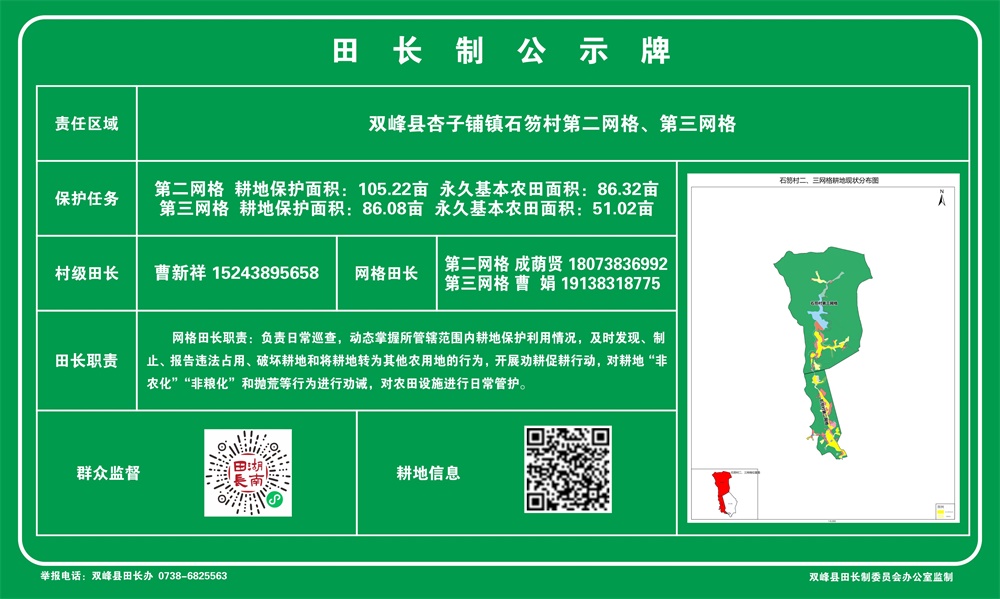 田长制公示牌
责任区域
双峰县杏子铺镇石笏村第二网格、第三网格
保护任务
第二网格 耕地保护面积：105.22亩 永久基本农田面积：86.32亩
第三网格 耕地保护面积：86.08亩 永久基本农田面积：51.02亩
村级田长
曹新祥 15243895658
网格田长
第二网格 成荫贤 18073836992
第三网格 曹 娟 19138318775
田长职责
网格田长职责：负责日常巡查，动态掌握所管辖范围内耕地保护利用情况，及时发现、制
止、报告违法占用、破坏耕地和将耕地转为其他农用地的行为，开展劝耕促耕行动，对耕地“非
农化”“非粮化”和抛荒等行为进行劝诫，对农田设施进行日常管护。
石笏村二、三网格耕地现状分布图
N
群众监督
湖南田長
耕地信息
举报电话：双峰县田长办 0738-6825563
双峰县田长制委员会办公室监制